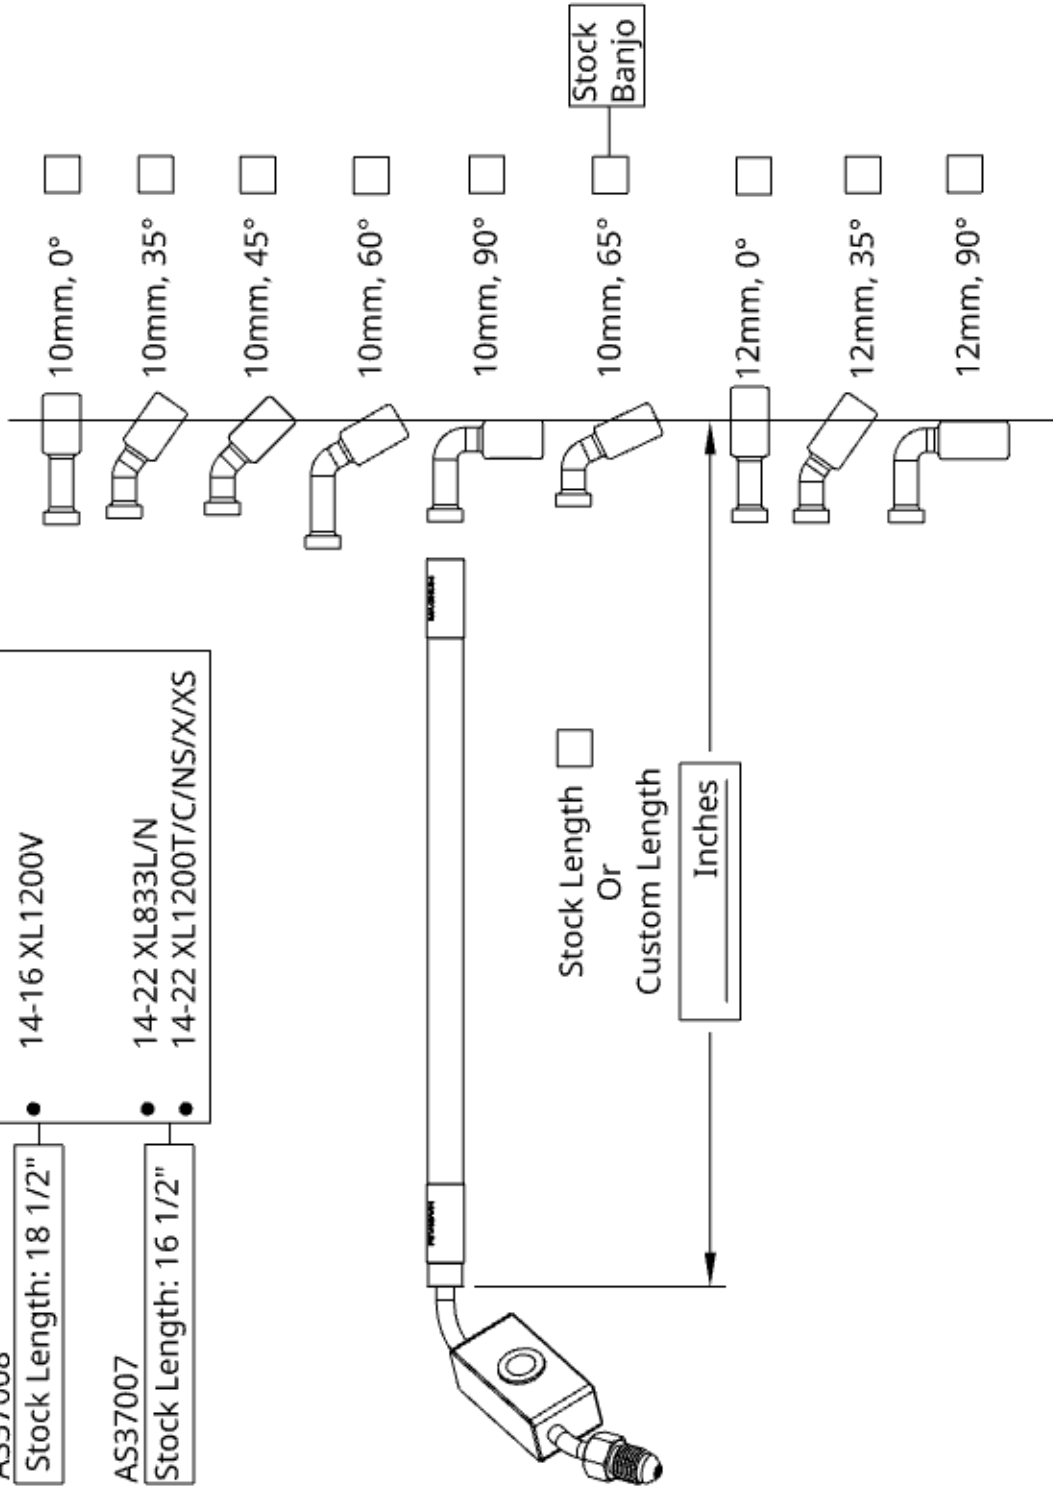 AS37008
Stock Length: 18 1/2"
• 14-16 XL1200V
AS37007
Stock Length: 16 1/2"
• 14-22 XL833L/N
• 14-22 XL1200T/C/NS/X/XS
Stock Length
Or
Custom Length
Inches
10mm, 0°
10mm, 35°
10mm, 45°
10mm, 60°
10mm, 90°
10mm, 65°
Stock
Banjo
12mm, 0°
12mm, 35°
12mm, 90°